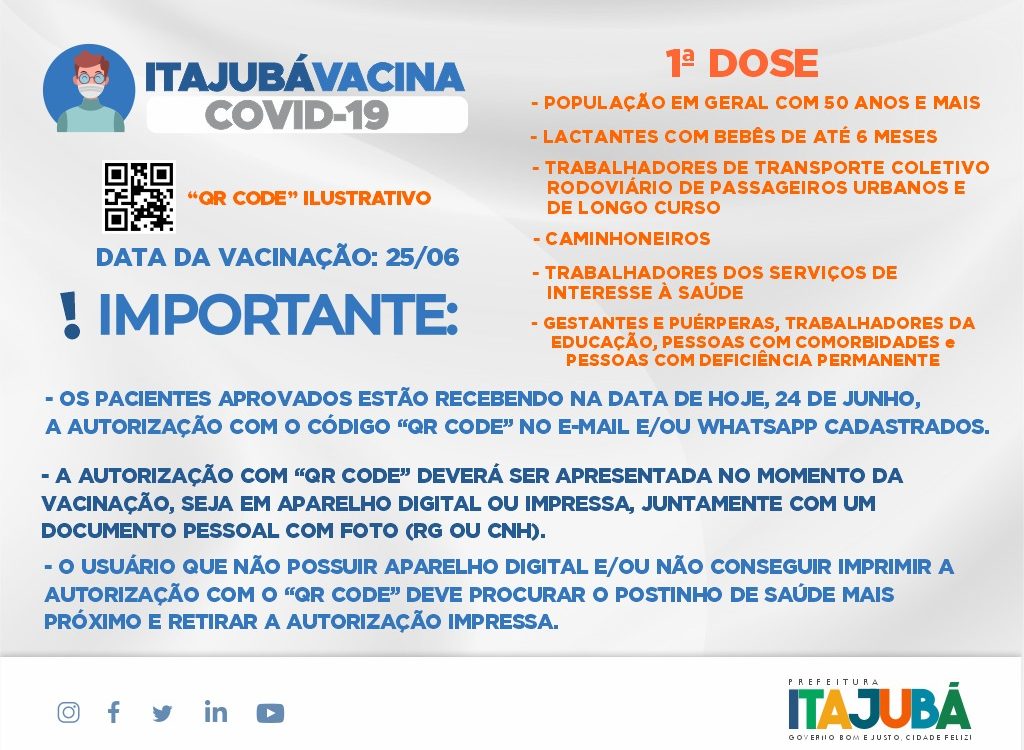 ITAJUBÁVACINA
COVID-19
"QR CODE" ILUSTRATIVO
DATA DA VACINAÇÃO: 25/06
! IMPORTANTE:
1ª DOSE
- POPULAÇÃO EM GERAL COM 50 ANOS E MAIS
- LACTANTES COM BEBÊS DE ATÉ 6 MESES
- TRABALHADORES DE TRANSPORTE COLETIVO
RODOVIÁRIO DE PASSAGEIROS URBANOS E
DE LONGO CURSO
- CAMINHONEIROS
- TRABALHADORES DOS SERVIÇOS DE
INTERESSE À SAÚDE
- GESTANTES E PUÉRPERAS, TRABALHADORES DA
EDUCAÇÃO, PESSOAS COM COMORBIDADES e
PESSOAS COM DEFICIÊNCIA PERMANENTE
- OS PACIENTES APROVADOS ESTÃO RECEBENDO NA DATA DE HOJE, 24 DE JUNHO,
A AUTORIZAÇÃO COM O CÓDIGO "QR CODE" NO E-MAIL E/OU WHATSAPP CADASTRADOS.
- A AUTORIZAÇÃO COM "QR CODE" DEVERÁ SER APRESENTADA NO MOMENTO DA
VACINAÇÃO, SEJA EM APARELHO DIGITAL OU IMPRESSA, JUNTAMENTE COM UM
DOCUMENTO PESSOAL COM FOTO (RG OU CNH).
- O USUÁRIO QUE NÃO POSSUIR APARELHO DIGITAL E/OU NÃO CONSEGUIR IMPRIMIR A
AUTORIZAÇÃO COM O "QR CODE" DEVE PROCURAR O POSTINHO DE SAÚDE MAIS
PRÓXIMO E RETIRAR A AUTORIZAÇÃO IMPRESSA.
PREFEITURA
ITAJUBÁ
GOVERNO BOM E JUSTO, CIDADE FELIZ!